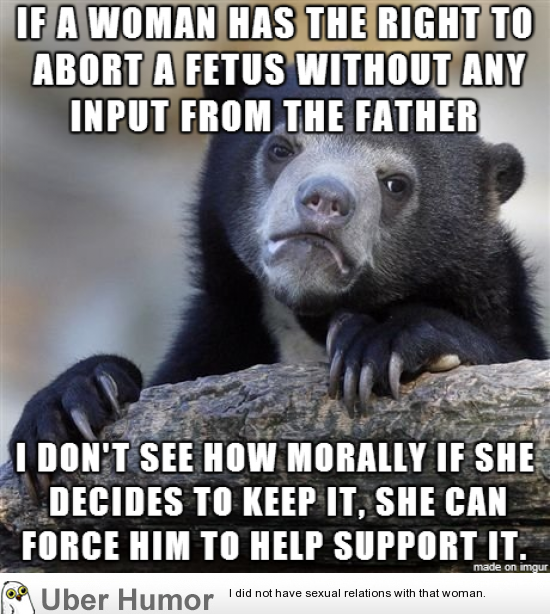 IF A WOMAN HAS THE RIGHT TO
ABORT A FETUS WITHOUT ANY
INPUT FROM THE FATHER
I DON'T SEE HOW MORALLY IF SHE
DECIDES TO KEEP IT, SHE CAN
FORCE HIM TO HELP SUPPORT IT.
made on imgur
Uber Humor
I did not have sexual relations with that woman.